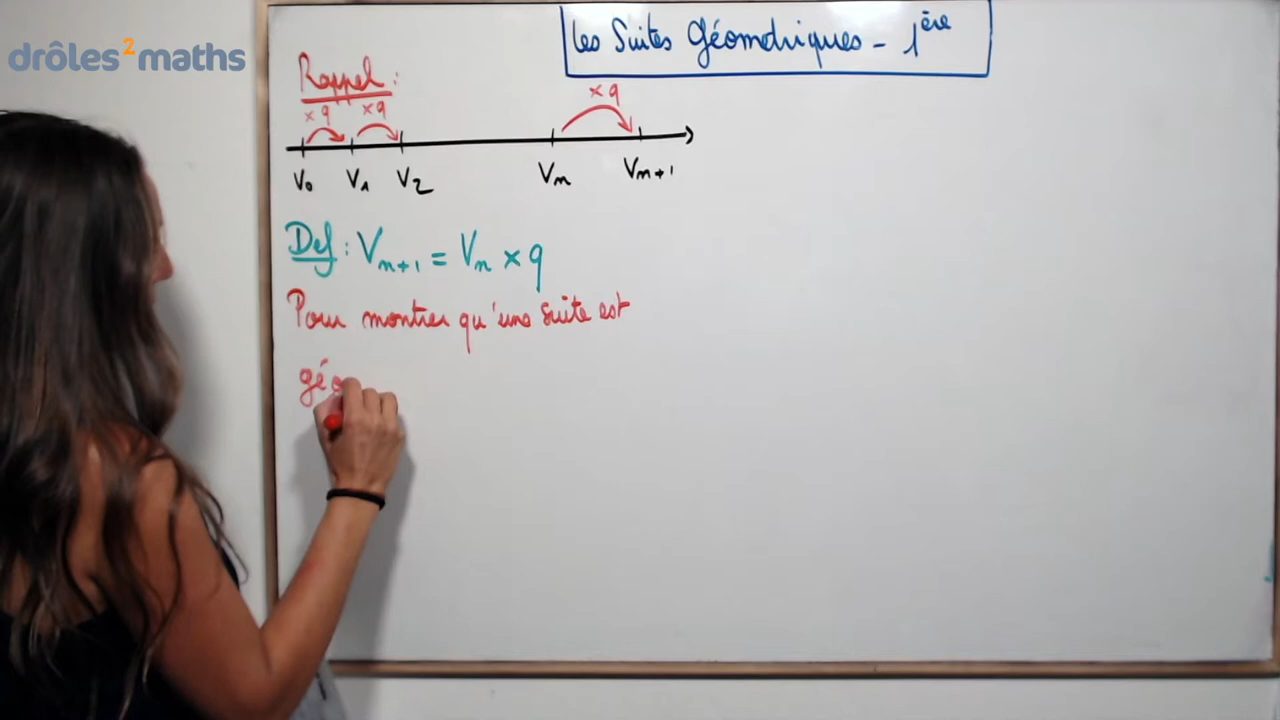 drôles2maths
Les Suites Géométriques - 1ère
Rappel :
×q ×q ×q
V0 V1 V2 Vn Vn+1
Def : Vn+1 = Vn × q
Pour montrer qu'une suite est
géo